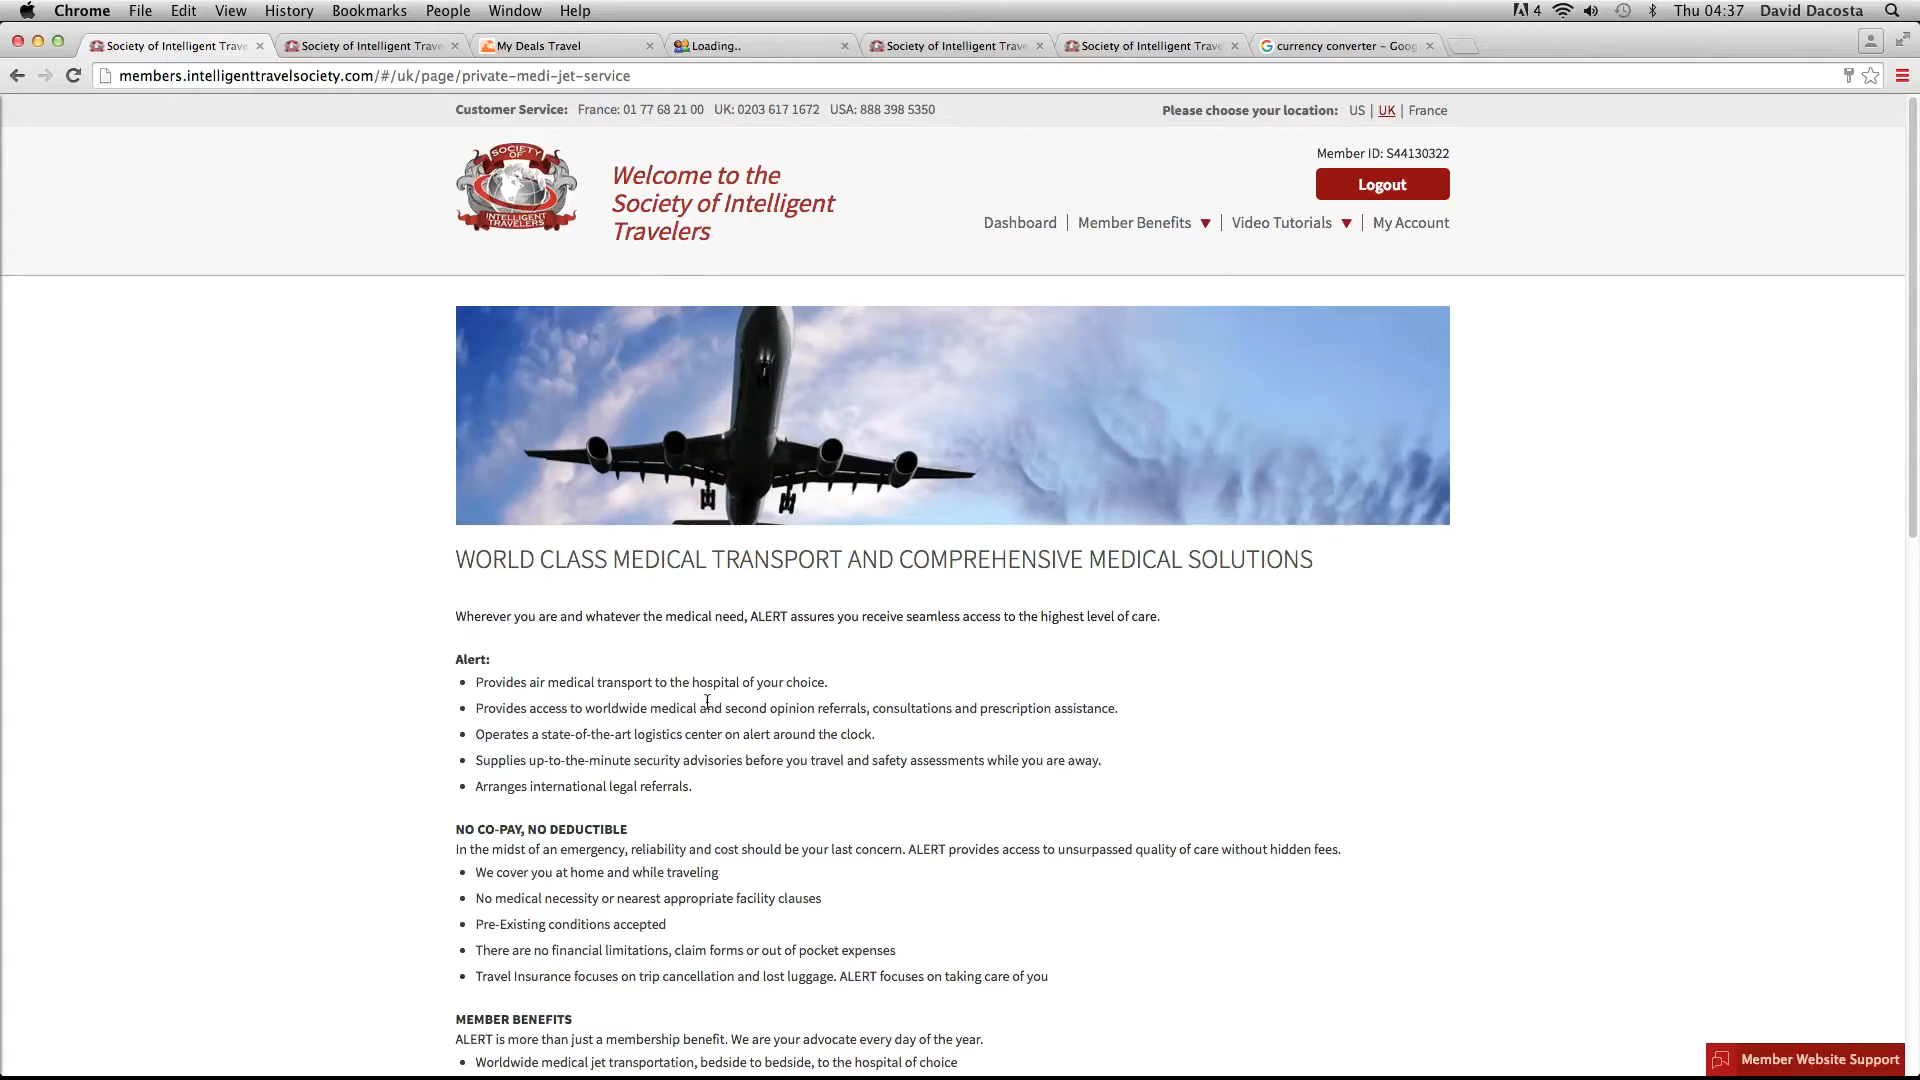 Chrome File Edit View History Bookmarks People Window Help 4 Thu 04:37 David Dacosta
Society of Intelligent Trave Society of Intelligent Trave My Deals Travel Loading.. Society of Intelligent Trave Society of Intelligent Trave currency converter – Goog
members.intelligenttravelsociety.com/#/uk/page/private-medi-jet-service
Customer Service: France: 01 77 68 21 00 UK: 0203 617 1672 USA: 888 398 5350 Please choose your location: US | UK | France
SOCIETY
OF
INTELLIGENT
TRAVELERS
Welcome to the
Society of Intelligent
Travelers
Member ID: S44130322
Logout
Dashboard | Member Benefits ▼ | Video Tutorials ▼ | My Account
WORLD CLASS MEDICAL TRANSPORT AND COMPREHENSIVE MEDICAL SOLUTIONS
Wherever you are and whatever the medical need, ALERT assures you receive seamless access to the highest level of care.
Alert:
• Provides air medical transport to the hospital of your choice.
• Provides access to worldwide medical and second opinion referrals, consultations and prescription assistance.
• Operates a state-of-the-art logistics center on alert around the clock.
• Supplies up-to-the-minute security advisories before you travel and safety assessments while you are away.
• Arranges international legal referrals.
NO CO-PAY, NO DEDUCTIBLE
In the midst of an emergency, reliability and cost should be your last concern. ALERT provides access to unsurpassed quality of care without hidden fees.
• We cover you at home and while traveling
• No medical necessity or nearest appropriate facility clauses
• Pre-Existing conditions accepted
• There are no financial limitations, claim forms or out of pocket expenses
• Travel Insurance focuses on trip cancellation and lost luggage. ALERT focuses on taking care of you
MEMBER BENEFITS
ALERT is more than just a membership benefit. We are your advocate every day of the year.
• Worldwide medical jet transportation, bedside to bedside, to the hospital of choice
Member Website Support